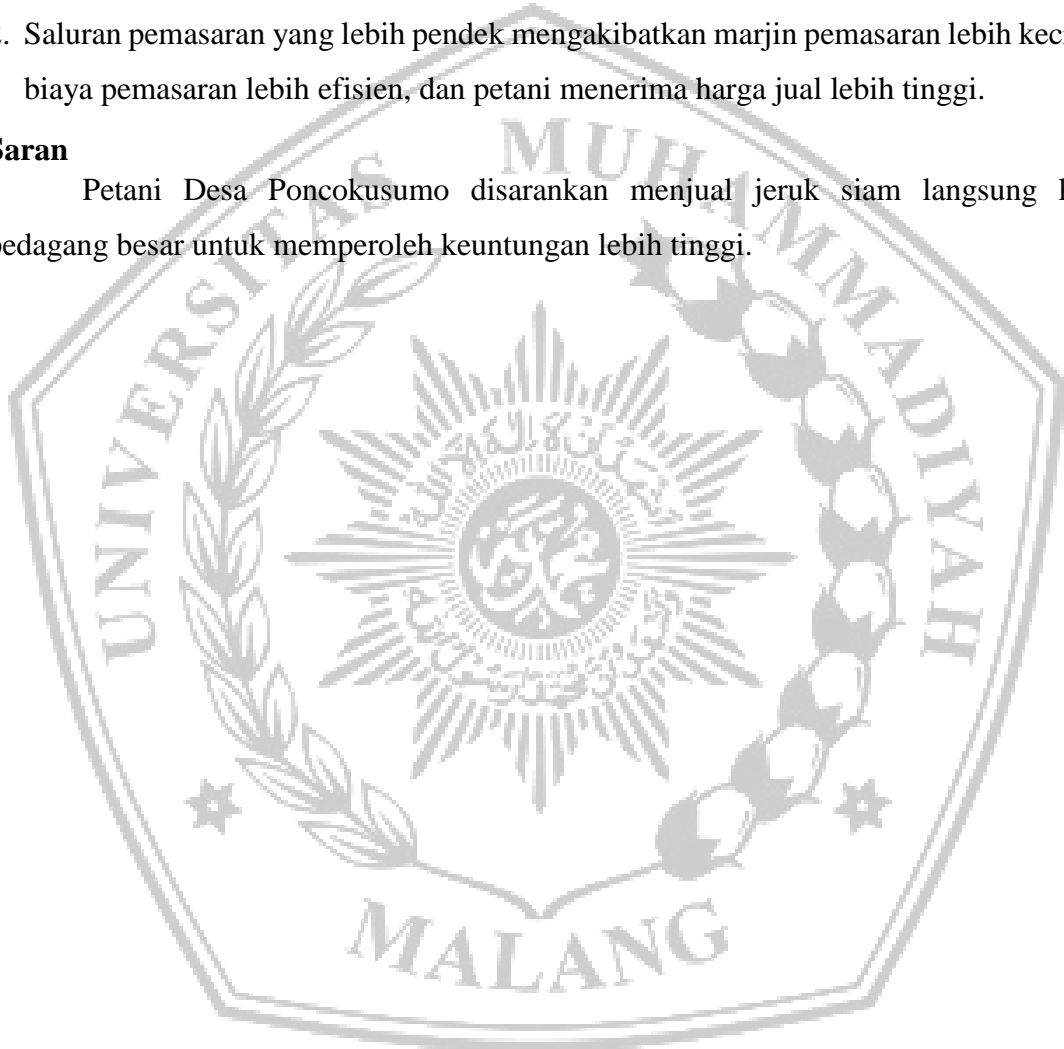 2. Saluran pemasaran yang lebih pendek mengakibatkan marjin pemasaran lebih kec
biaya pemasaran lebih efisien, dan petani menerima harga jual lebih tinggi.
Saran
Petani Desa Poncokusumo disarankan menjual jeruk siam langsung
pedagang besar untuk memperoleh keuntungan lebih tinggi.
UNIVERSITAS MUHAMMADIYAH
MALANG